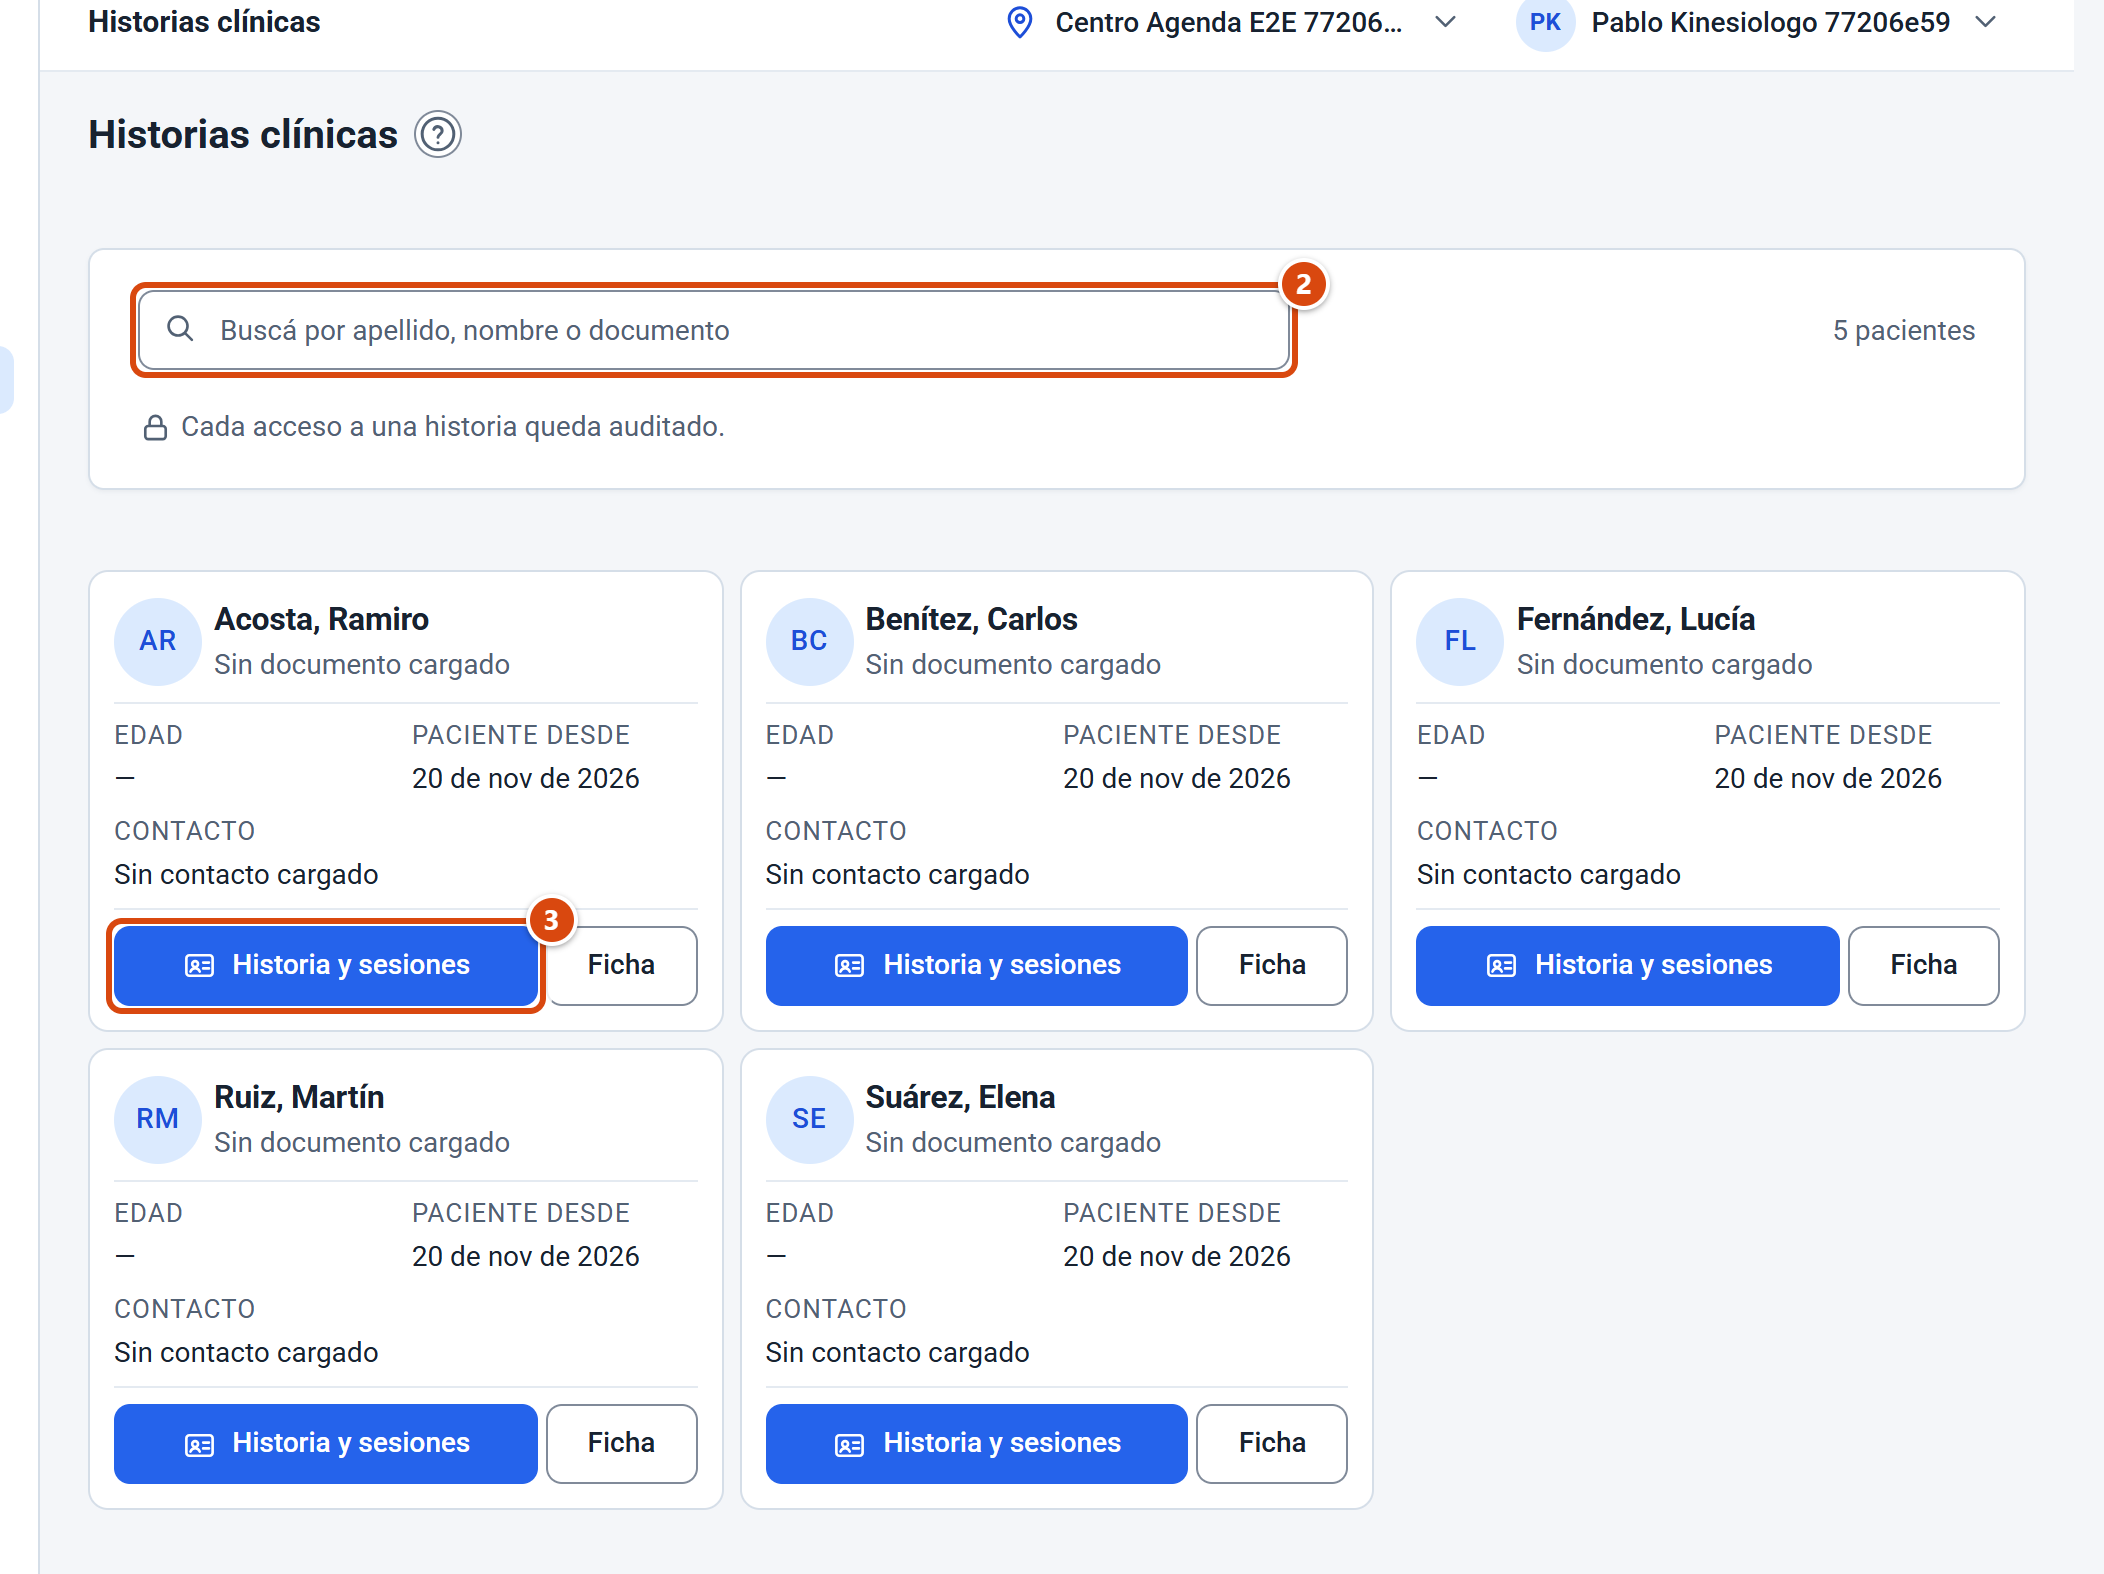 Historias clínicas
Centro Agenda E2E 77206...
PK
Pablo Kinesiologo 77206e59
Historias clínicas ?
2
Buscá por apellido, nombre o documento
5 pacientes
Cada acceso a una historia queda auditado.
AR
Acosta, Ramiro
Sin documento cargado
EDAD
PACIENTE DESDE
—
20 de nov de 2026
CONTACTO
Sin contacto cargado
3
Historia y sesiones
Ficha
BC
Benítez, Carlos
Sin documento cargado
EDAD
PACIENTE DESDE
—
20 de nov de 2026
CONTACTO
Sin contacto cargado
Historia y sesiones
Ficha
FL
Fernández, Lucía
Sin documento cargado
EDAD
PACIENTE DESDE
—
20 de nov de 2026
CONTACTO
Sin contacto cargado
Historia y sesiones
Ficha
RM
Ruiz, Martín
Sin documento cargado
EDAD
PACIENTE DESDE
—
20 de nov de 2026
CONTACTO
Sin contacto cargado
Historia y sesiones
Ficha
SE
Suárez, Elena
Sin documento cargado
EDAD
PACIENTE DESDE
—
20 de nov de 2026
CONTACTO
Sin contacto cargado
Historia y sesiones
Ficha